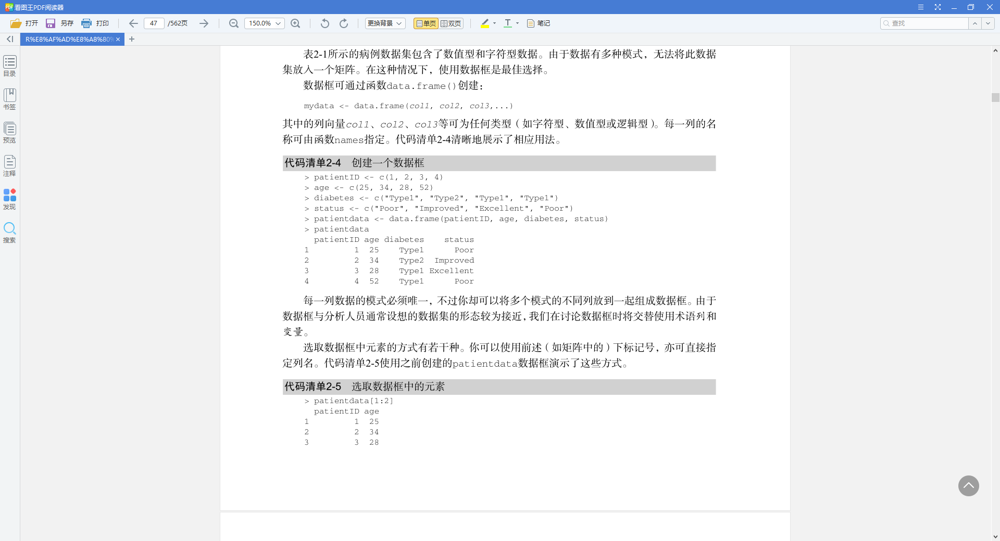 看图王PDF阅读器
打开 另存 打印 47 /562页 150.0% 更换背景 单页 双页 笔记 查找
R%E8%AF%AD%E8%A8%80%
目录
书签
预览
注释
发现
搜索
表2-1所示的病例数据集包含了数值型和字符型数据。由于数据有多种模式，无法将此数据
集放入一个矩阵。在这种情况下，使用数据框是最佳选择。
数据框可通过函数data.frame()创建：
mydata <- data.frame(col1, col2, col3,...)
其中的列向量col1、col2、col3等可为任何类型（如字符型、数值型或逻辑型）。每一列的名
称可由函数names指定。代码清单2-4清晰地展示了相应用法。
代码清单2-4 创建一个数据框
> patientID <- c(1, 2, 3, 4)
> age <- c(25, 34, 28, 52)
> diabetes <- c("Type1", "Type2", "Type1", "Type1")
> status <- c("Poor", "Improved", "Excellent", "Poor")
> patientdata <- data.frame(patientID, age, diabetes, status)
> patientdata
patientID age diabetes status
1 1 25 Type1 Poor
2 2 34 Type2 Improved
3 3 28 Type1 Excellent
4 4 52 Type1 Poor
每一列数据的模式必须唯一，不过你却可以将多个模式的不同列放到一起组成数据框。由于
数据框与分析人员通常设想的数据集的形态较为接近，我们在讨论数据框时将交替使用术语列和
变量。
选取数据框中元素的方式有若干种。你可以使用前述（如矩阵中的）下标记号，亦可直接指
定列名。代码清单2-5使用之前创建的patientdata数据框演示了这些方式。
代码清单2-5 选取数据框中的元素
> patientdata[1:2]
patientID age
1 1 25
2 2 34
3 3 28